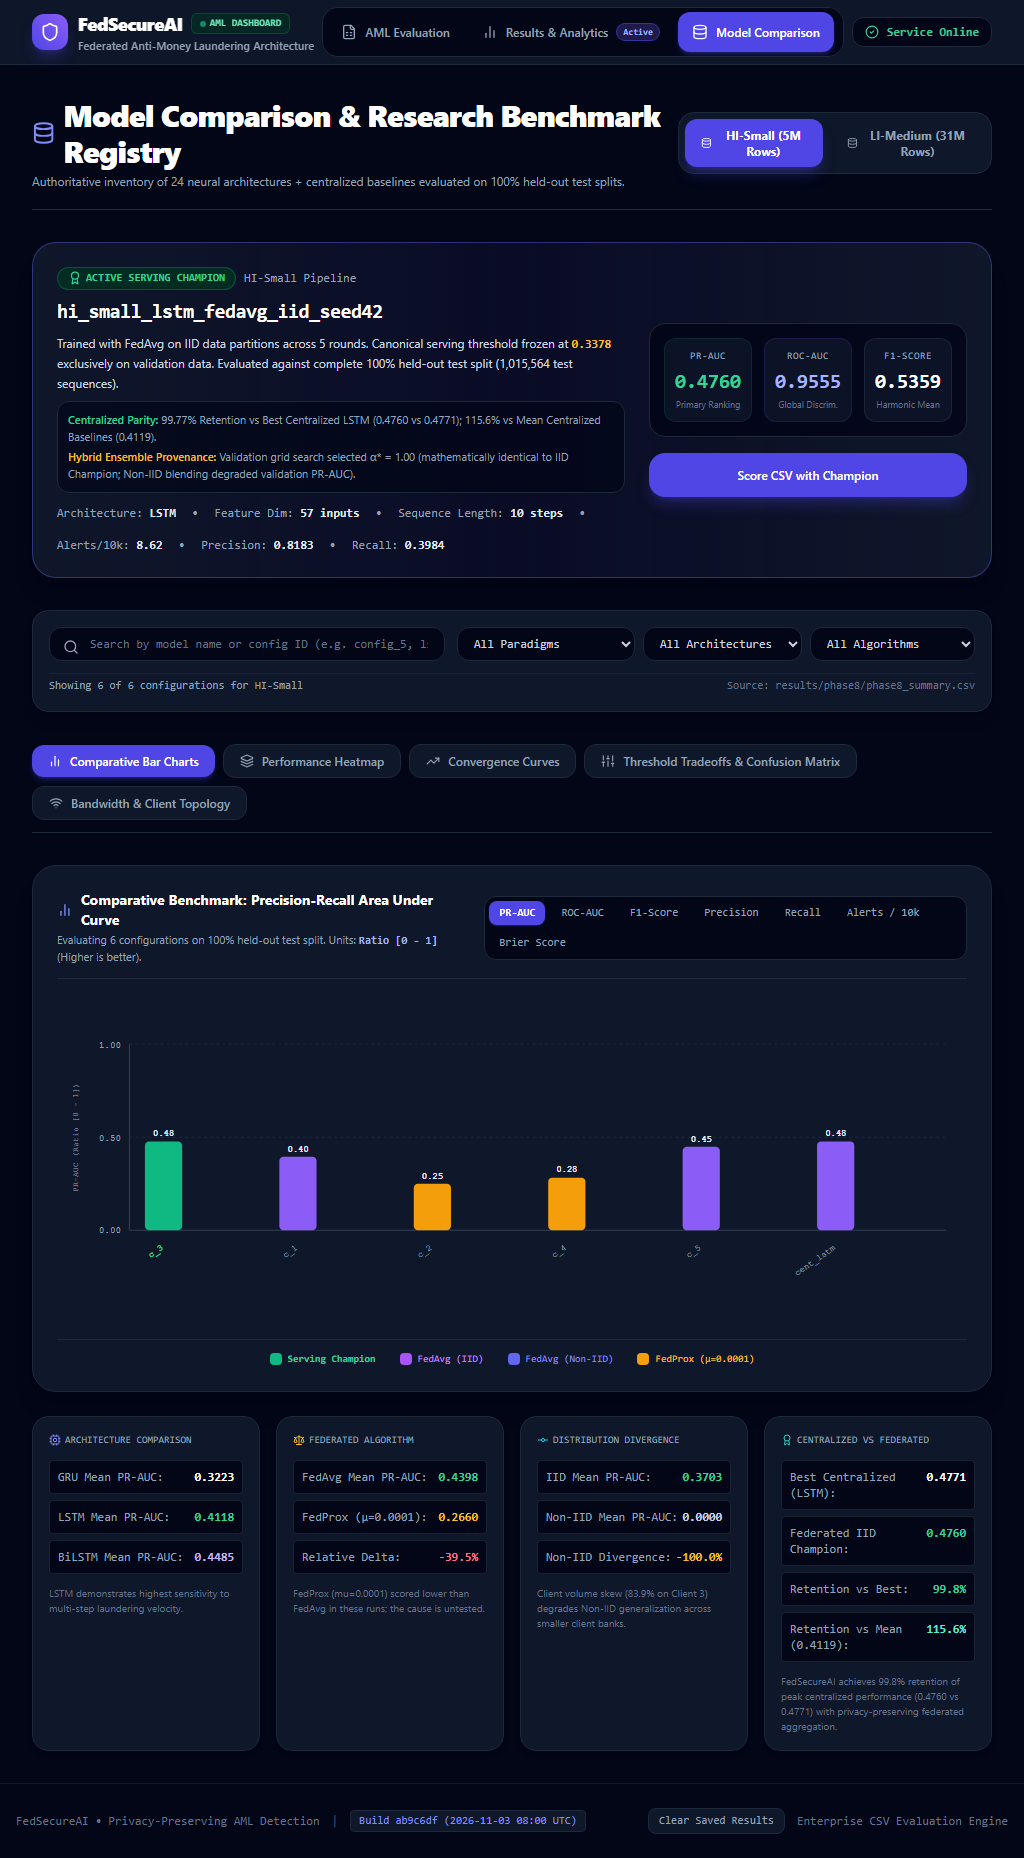 FedSecureAI
AML DASHBOARD
Federated Anti-Money Laundering Architecture
AML Evaluation
Results & Analytics
Active
Model Comparison
Service Online
Model Comparison & Research Benchmark
Registry
Authoritative inventory of 24 neural architectures + centralized baselines evaluated on 100% held-out test splits.
HI-Small (5M
Rows)
LI-Medium (31M
Rows)
ACTIVE SERVING CHAMPION
HI-Small Pipeline
hi_small_lstm_fedavg_iid_seed42
Trained with FedAvg on IID data partitions across 5 rounds. Canonical serving threshold frozen at 0.3378
exclusively on validation data. Evaluated against complete 100% held-out test split (1,015,564 test
sequences).
Centralized Parity: 99.77% Retention vs Best Centralized LSTM (0.4760 vs 0.4771); 115.6% vs Mean Centralized
Baselines (0.4119).
Hybrid Ensemble Provenance: Validation grid search selected α* = 1.00 (mathematically identical to IID
Champion; Non-IID blending degraded validation PR-AUC).
Architecture: LSTM • Feature Dim: 57 inputs • Sequence Length: 10 steps •
Alerts/10k: 8.62 • Precision: 0.8183 • Recall: 0.3984
PR-AUC
0.4760
Primary Ranking
ROC-AUC
0.9555
Global Discrim.
F1-SCORE
0.5359
Harmonic Mean
Score CSV with Champion
Search by model name or config ID (e.g. config_5, l
All Paradigms
All Architectures
All Algorithms
Showing 6 of 6 configurations for HI-Small
Source: results/phase8/phase8_summary.csv
Comparative Bar Charts
Performance Heatmap
Convergence Curves
Threshold Tradeoffs & Confusion Matrix
Bandwidth & Client Topology
Comparative Benchmark: Precision-Recall Area Under
Curve
Evaluating 6 configurations on 100% held-out test split. Units: Ratio [0 - 1]
(Higher is better).
PR-AUC
ROC-AUC
F1-Score
Precision
Recall
Alerts / 10k
Brier Score
PR-AUC (Ratio [0 - 1])
1.00
0.50
0.00
0.48
0.40
0.25
0.28
0.45
0.48
c_3
c_1
c_2
c_4
c_5
cent_lstm
Serving Champion
FedAvg (IID)
FedAvg (Non-IID)
FedProx (μ=0.0001)
ARCHITECTURE COMPARISON
GRU Mean PR-AUC: 0.3223
LSTM Mean PR-AUC: 0.4118
BiLSTM Mean PR-AUC: 0.4485
LSTM demonstrates highest sensitivity to
multi-step laundering velocity.
FEDERATED ALGORITHM
FedAvg Mean PR-AUC: 0.4398
FedProx (μ=0.0001): 0.2660
Relative Delta: -39.5%
FedProx (mu=0.0001) scored lower than
FedAvg in these runs; the cause is untested.
DISTRIBUTION DIVERGENCE
IID Mean PR-AUC: 0.3703
Non-IID Mean PR-AUC: 0.0000
Non-IID Divergence: -100.0%
Client volume skew (83.9% on Client 3)
degrades Non-IID generalization across
smaller client banks.
CENTRALIZED VS FEDERATED
Best Centralized 0.4771
(LSTM):
Federated IID 0.4760
Champion:
Retention vs Best: 99.8%
Retention vs Mean 115.6%
(0.4119):
FedSecureAI achieves 99.8% retention of
peak centralized performance (0.4760 vs
0.4771) with privacy-preserving federated
aggregation.
FedSecureAI • Privacy-Preserving AML Detection |
Build ab9c6df (2026-11-03 08:00 UTC)
Clear Saved Results
Enterprise CSV Evaluation Engine